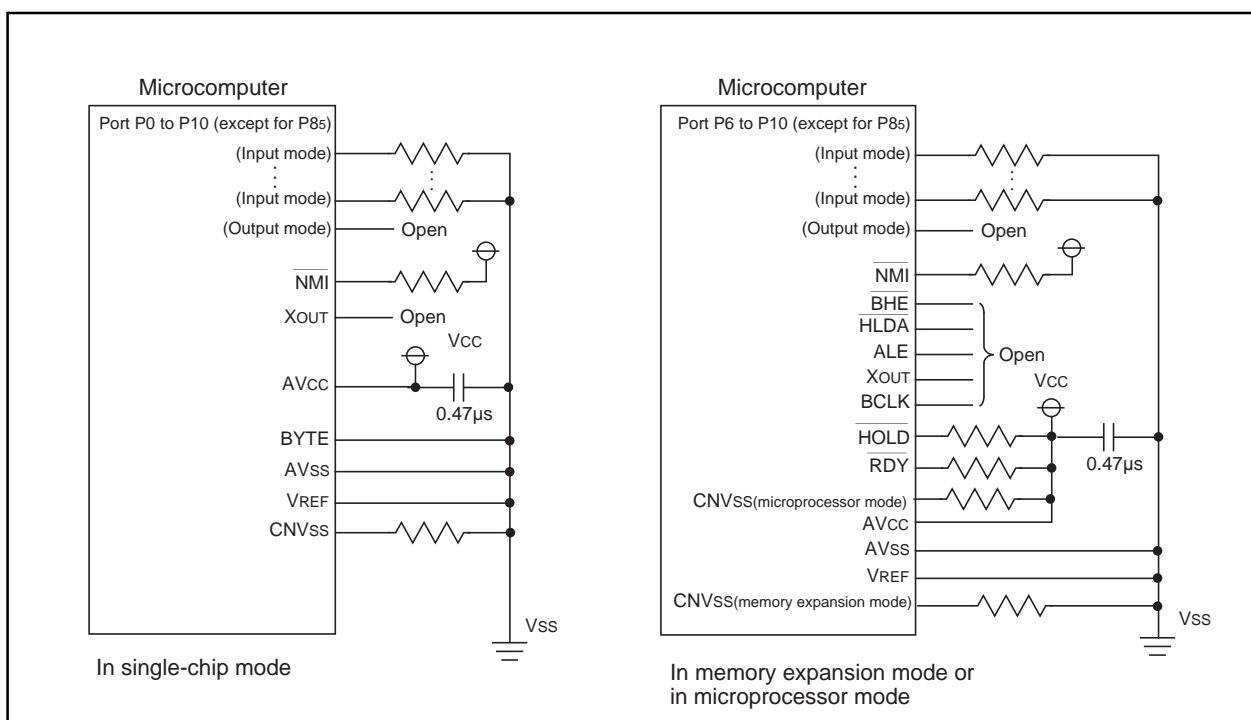 Microcomputer
Port P0 to P10 (except for P85)
(Input mode)
(Input mode)
(Output mode)
Open
NMI
XOUT
Open
VCC
AVCC
0.47µs
BYTE
AVSS
VREF
CNVSS
VSS
In single-chip mode
Microcomputer
Port P6 to P10 (except for P85)
(Input mode)
(Input mode)
(Output mode)
Open
NMI
BHE
HLDA
ALE
Open
XOUT
VCC
BCLK
HOLD
0.47µs
RDY
CNVSS(microprocessor mode)
AVCC
AVSS
VREF
CNVSS(memory expansion mode)
VSS
In memory expansion mode or
in microprocessor mode